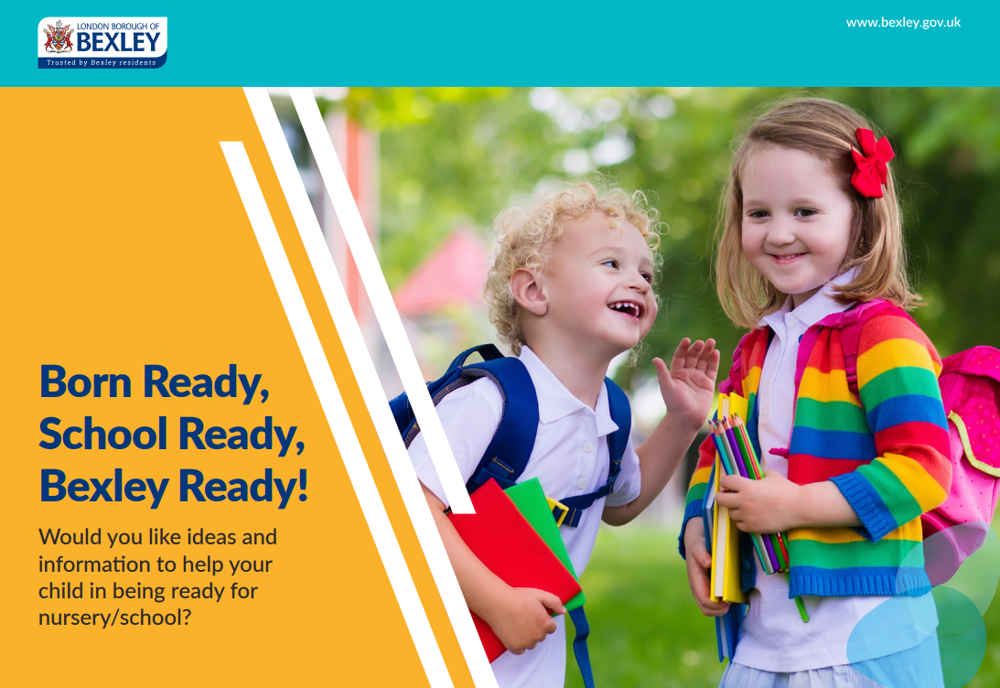 LONDON BOROUGH OF
BEXLEY
Trusted by Bexley residents
www.bexley.gov.uk
Born Ready,
School Ready,
Bexley Ready!
Would you like ideas and
information to help your
child in being ready for
nursery/school?